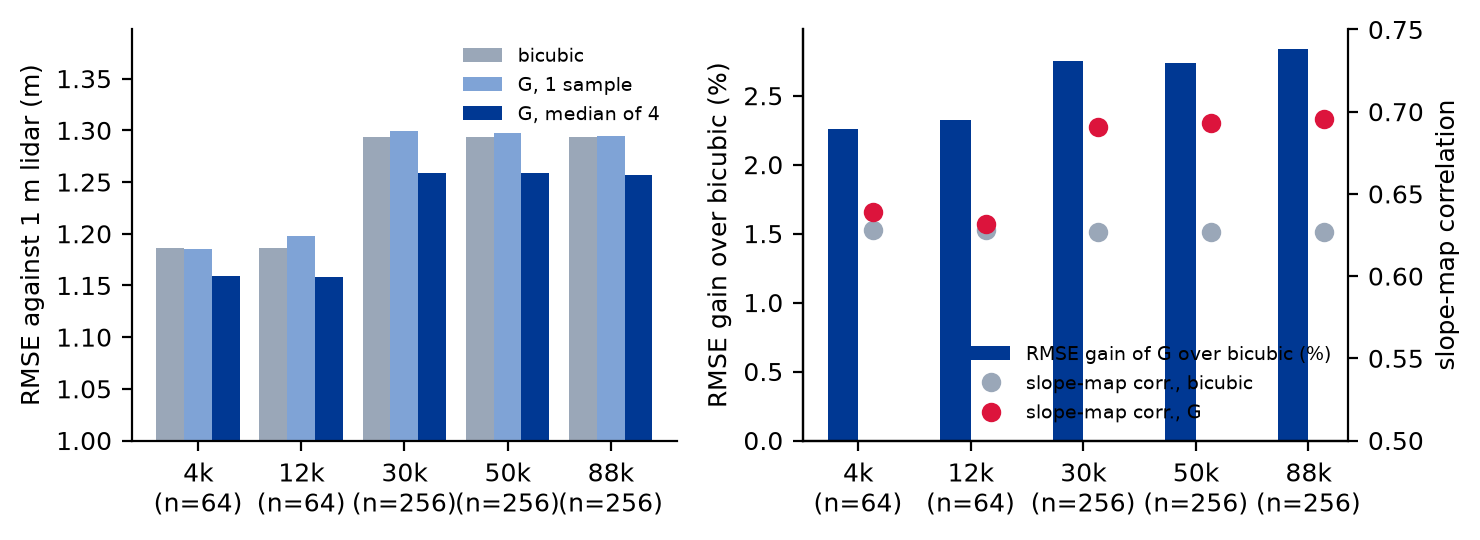 RMSE against 1 m lidar (m)
1.35
1.30
1.25
1.20
1.15
1.10
1.05
1.00
bicubic
G, 1 sample
G, median of 4
4k
(n=64)
12k
(n=64)
30k
(n=256)
50k
(n=256)
88k
(n=256)
RMSE gain over bicubic (%)
2.5
2.0
1.5
1.0
0.5
0.0
RMSE gain of G over bicubic (%)
slope-map corr., bicubic
slope-map corr., G
4k
(n=64)
12k
(n=64)
30k
(n=256)
50k
(n=256)
88k
(n=256)
0.75
0.70
0.65
0.60
0.55
0.50
slope-map correlation